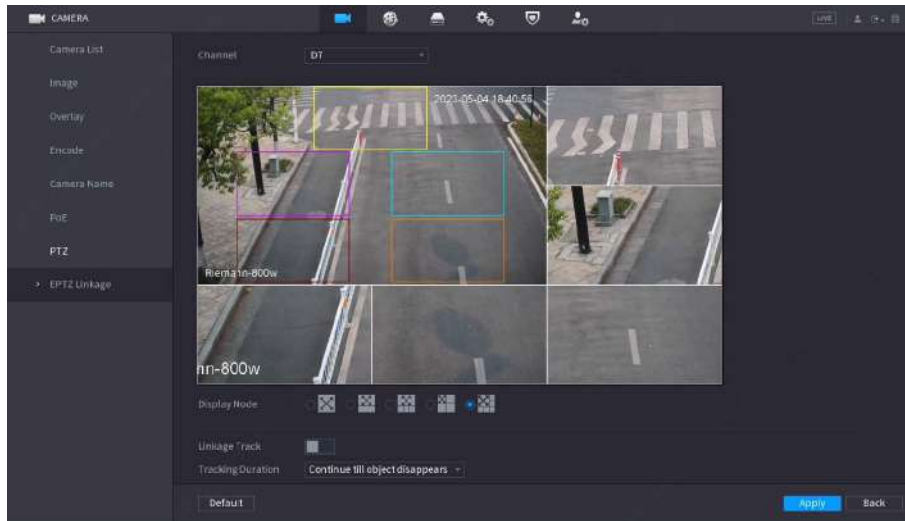 CAMERA
LIVE
Camera List
Image
Overlay
Encode
Camera Name
PoE
PTZ
EPTZ Linkage
Channel
D7
2023-05-04 18:40:56
Riemann-800w
nn-800w
Display Mode
Linkage Track
Tracking Duration
Continue till object disappears
Default
Apply
Back